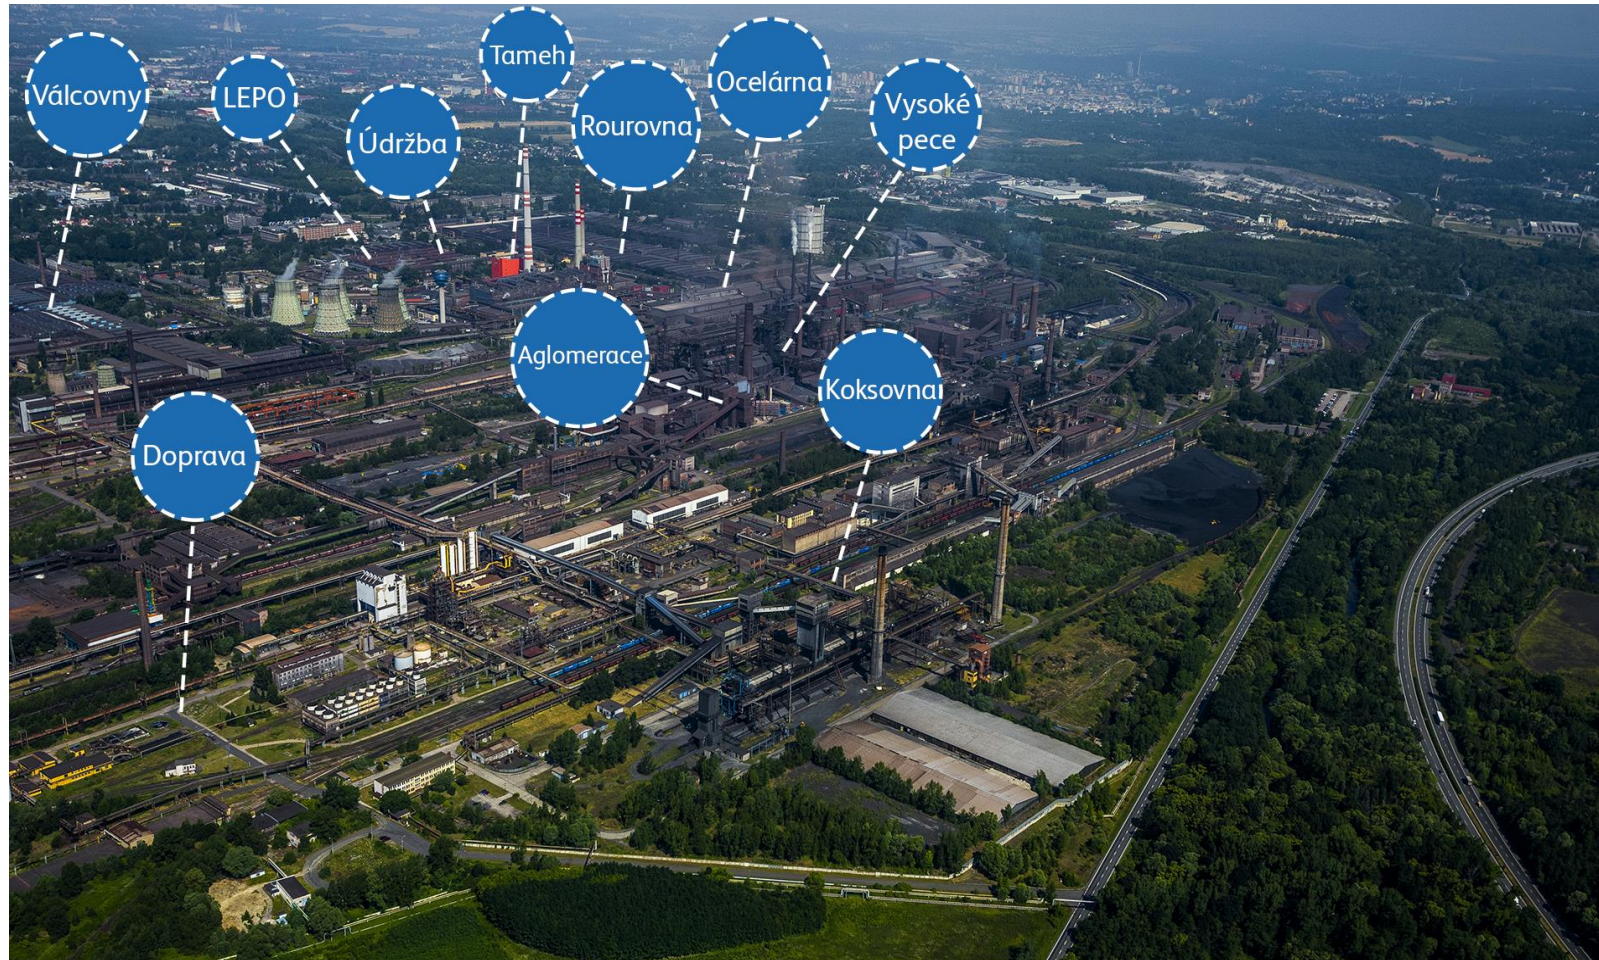 Válcovny
LEPO
Údržba
Tameh
Rourovna
Ocelárna
Vysoké
pece
Aglomerace
Koksovna
Doprava